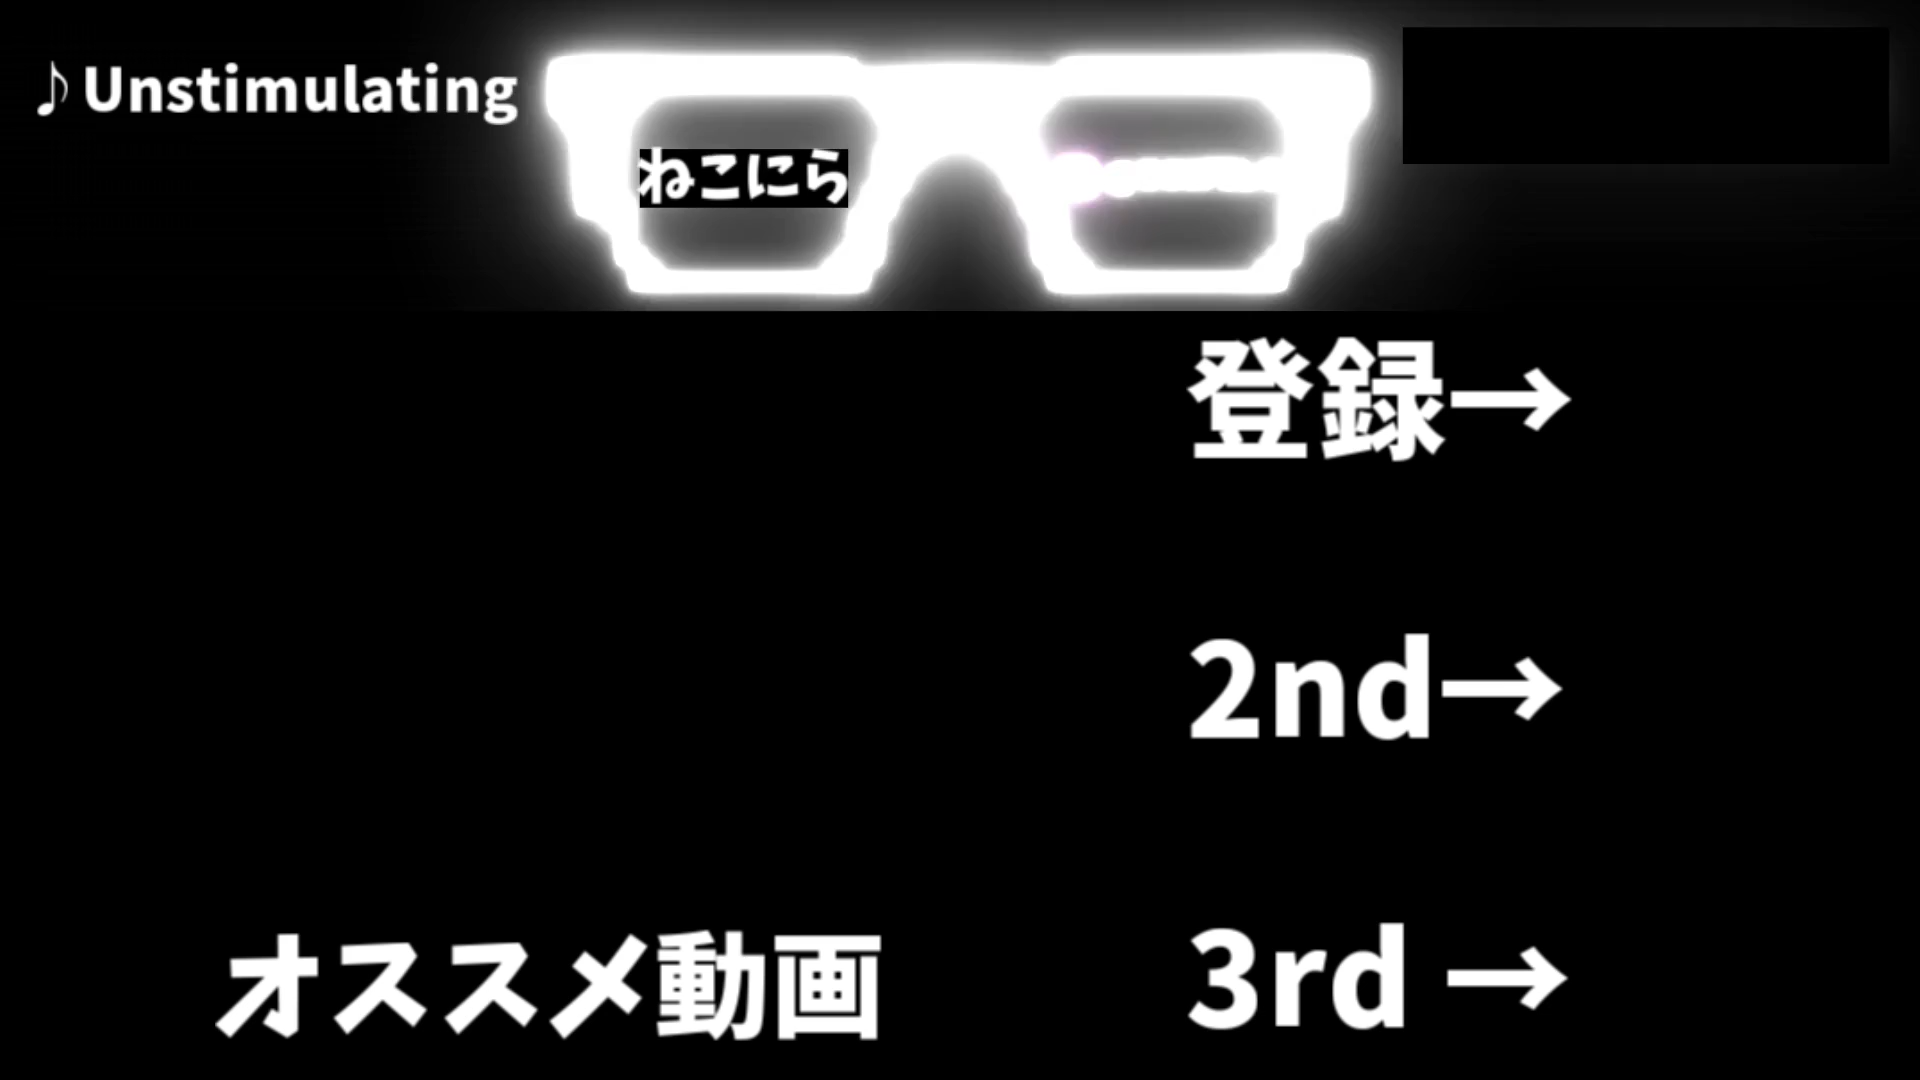 ♪Unstimulating
ねこにら
登録→
2nd→
オススメ動画
3rd →